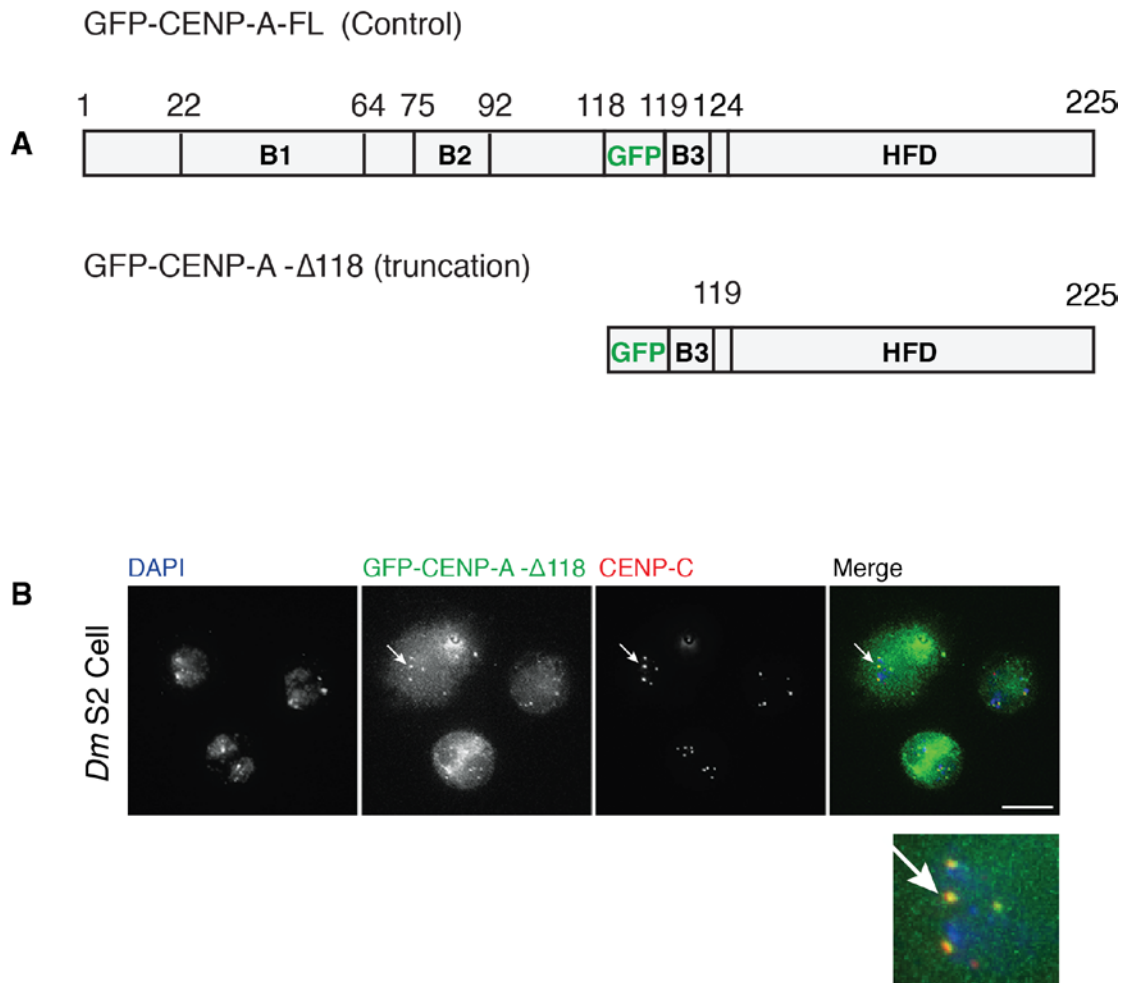 GFP-CENP-A-FL (Control)
1 22 64 75 92 118 119 124 225
A
B1 B2 GFP B3 HFD
GFP-CENP-A -Δ118 (truncation)
119 225
GFP B3 HFD
B
DAPI GFP-CENP-A -Δ118 CENP-C Merge
Dm S2 Cell